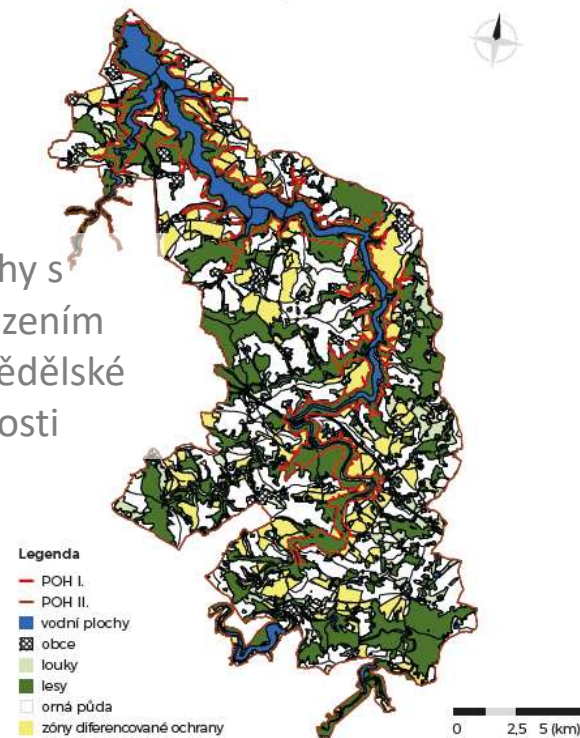 hy s
zením
ědělské
osti
Legenda
POH I.
POH II.
vodní plochy
obce
louky
lesy
orná půda
zóny diferencované ochrany
0 2,5 5 (km)